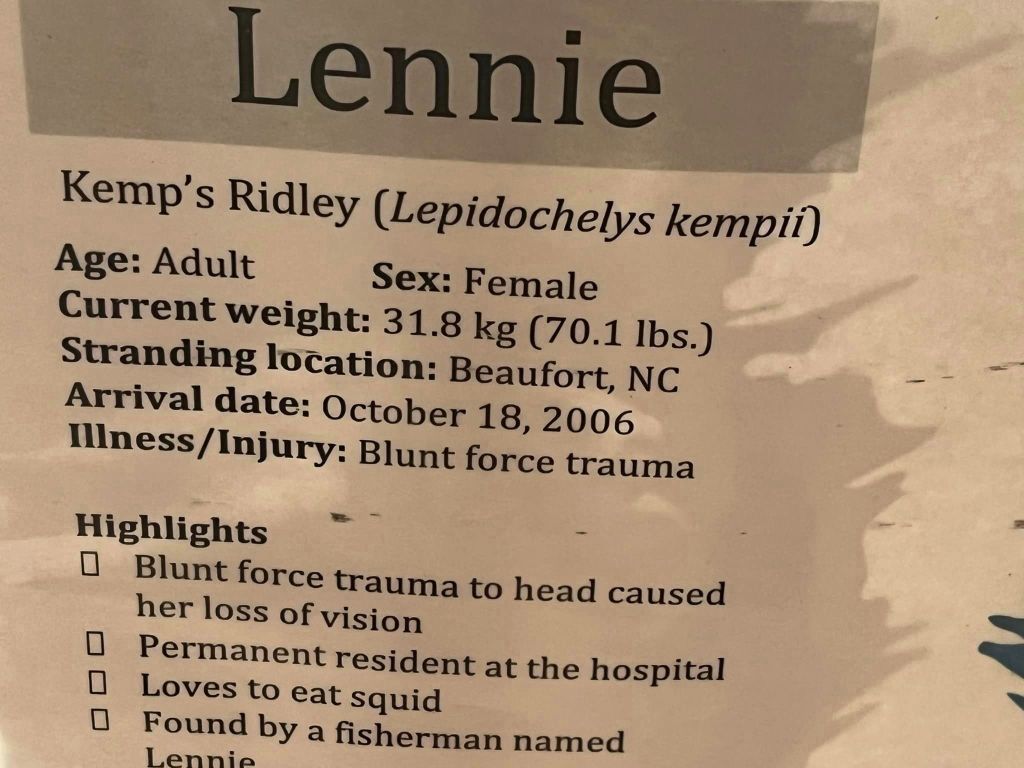 Lennie
Kemp's Ridley (Lepidochelys kempii)
Age: Adult Sex: Female
Current weight: 31.8 kg (70.1 lbs.)
Stranding location: Beaufort, NC
Arrival date: October 18, 2006
Illness/Injury: Blunt force trauma
Highlights
▯ Blunt force trauma to head caused
her loss of vision
▯ Permanent resident at the hospital
▯ Loves to eat squid
▯ Found by a fisherman named
Lennie